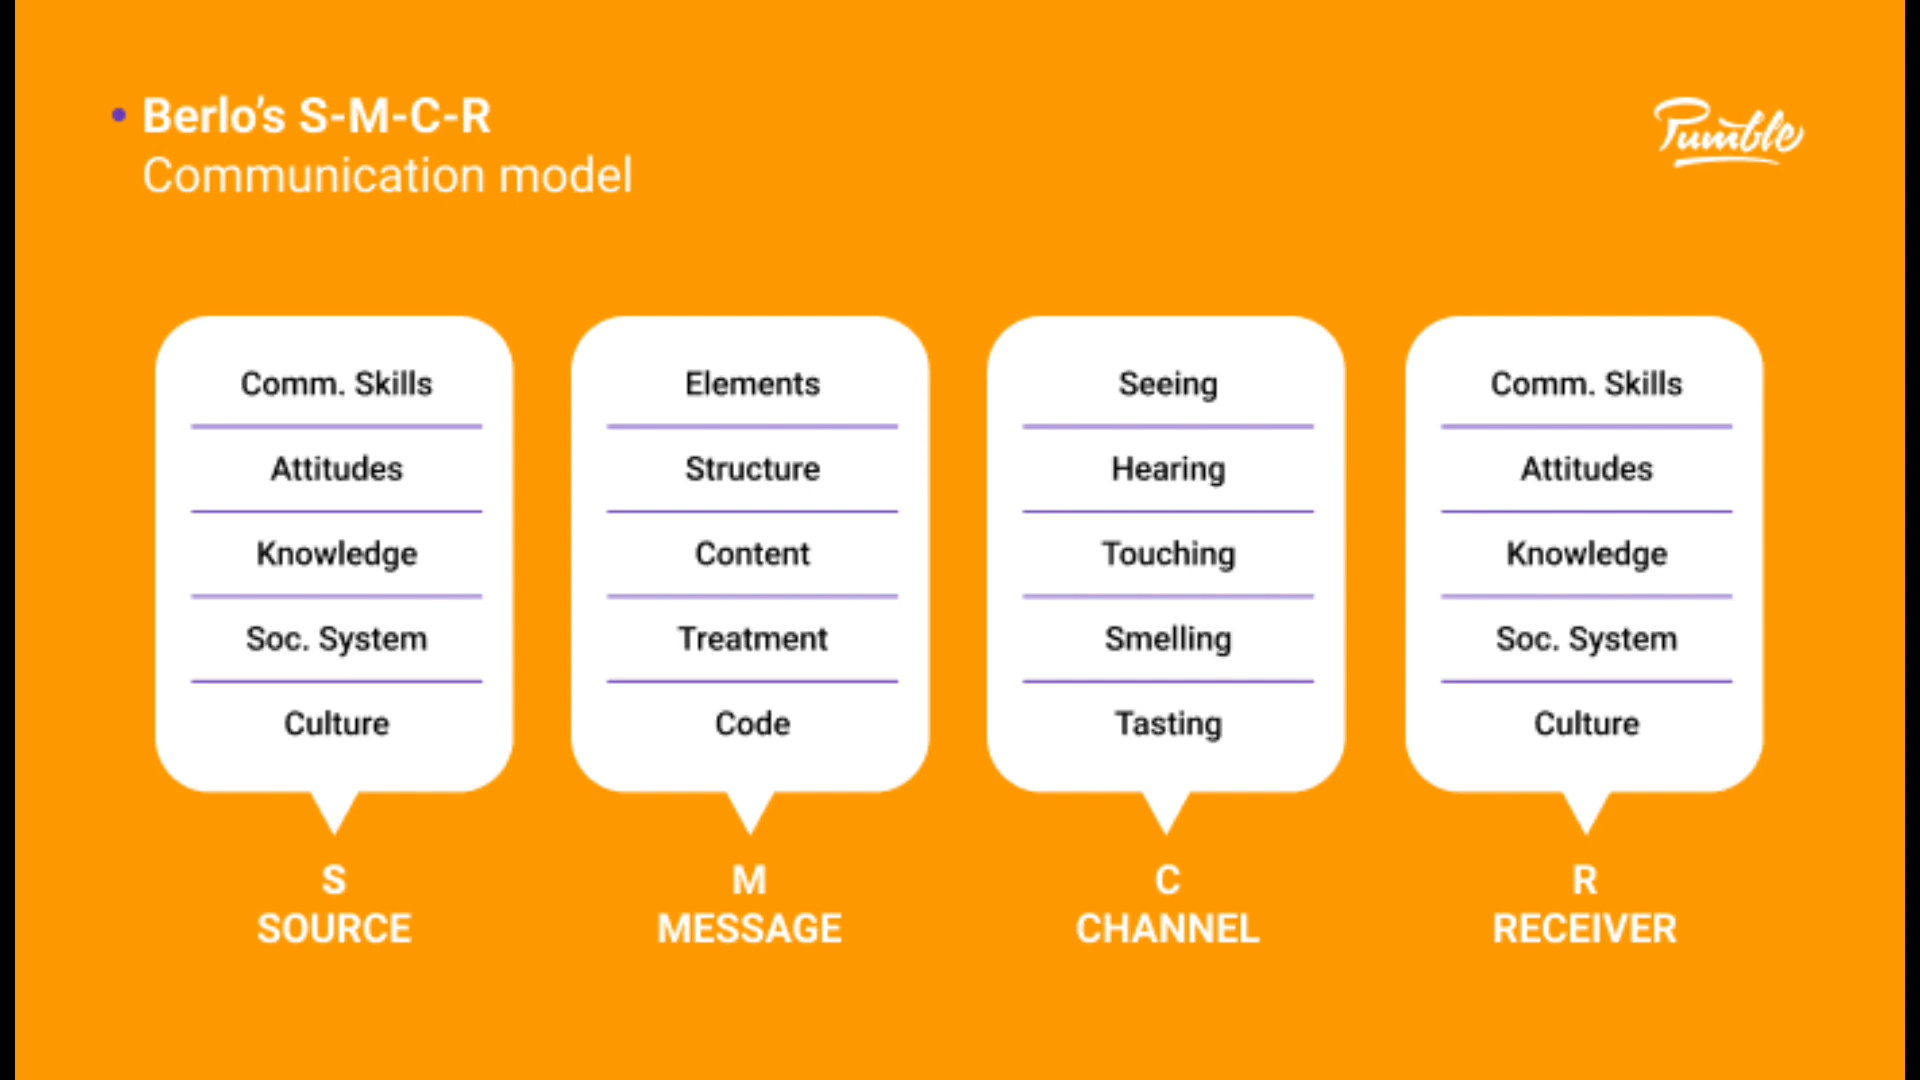 • Berlo's S-M-C-R
Communication model
Pumble
Comm. Skills
Attitudes
Knowledge
Soc. System
Culture
S
SOURCE
Elements
Structure
Content
Treatment
Code
M
MESSAGE
Seeing
Hearing
Touching
Smelling
Tasting
C
CHANNEL
Comm. Skills
Attitudes
Knowledge
Soc. System
Culture
R
RECEIVER